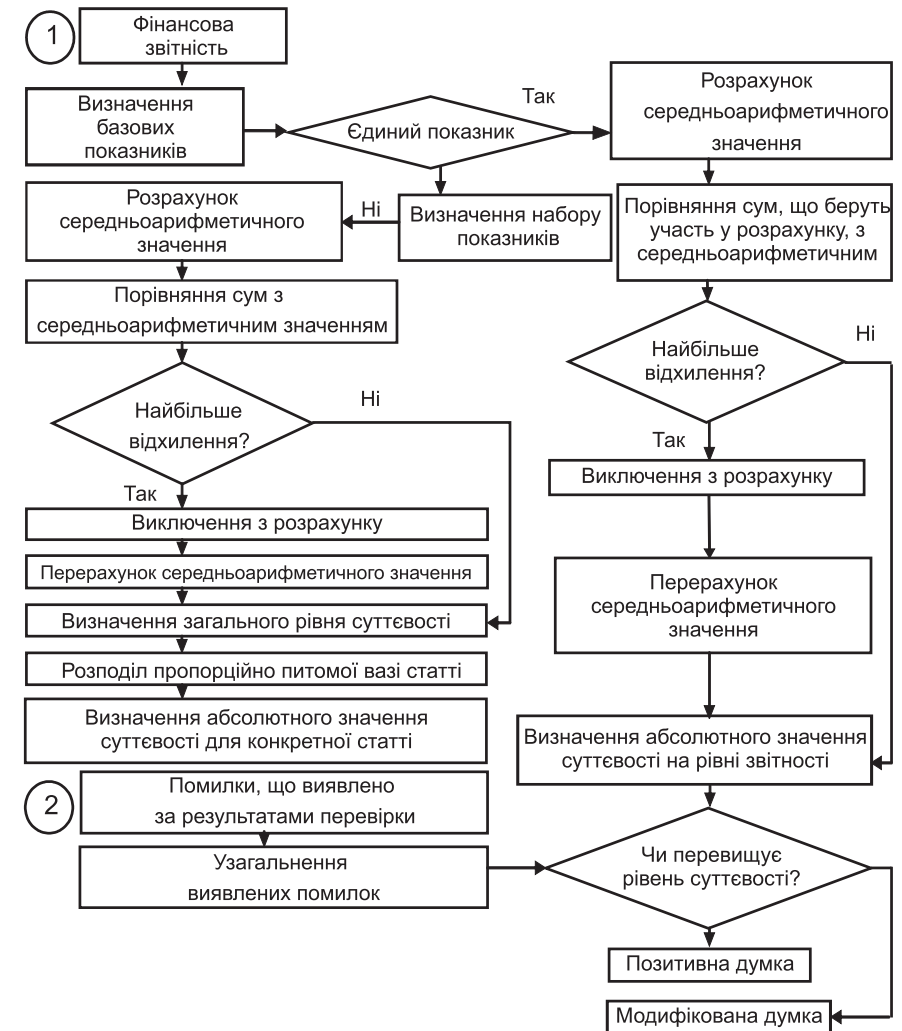 1
Фінансова
звітність
Визначення
базових
показників
Єдиний показник
Так
Розрахунок
середньоарифметичного
значення
Порівняння сум, що беруть
участь у розрахунку, з
середньоарифметичним
Визначення набору
показників
Ні
Розрахунок
середньоарифметичного
значення
Порівняння сум з
середньоарифметичним значенням
Найбільше
відхилення?
Ні
Так
Виключення з розрахунку
Перерахунок середньоарифметичного значення
Визначення загального рівня суттєвості
Розподіл пропорційно питомої вазі статті
Визначення абсолютного значення
суттєвості для конкретної статті
Найбільше
відхилення?
Ні
Так
Виключення з розрахунку
Перерахунок
середньоарифметичного
значення
Визначення абсолютного значення
суттєвості на рівні звітності
2
Помилки, що виявлено
за результатами перевірки
Узагальнення
виявлених помилок
Чи перевищує
рівень суттєвості?
Позитивна думка
Модифікована думка